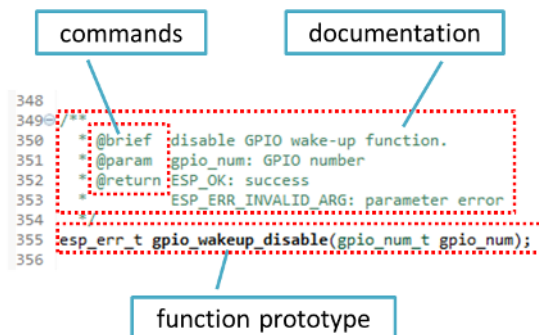 commands documentation
348
349 /**
350 * @brief disable GPIO wake-up function.
351 * @param gpio_num: GPIO number
352 * @return ESP_OK: success
353 * ESP_ERR_INVALID_ARG: parameter error
354 */
355 esp_err_t gpio_wakeup_disable(gpio_num_t gpio_num);
356
function prototype